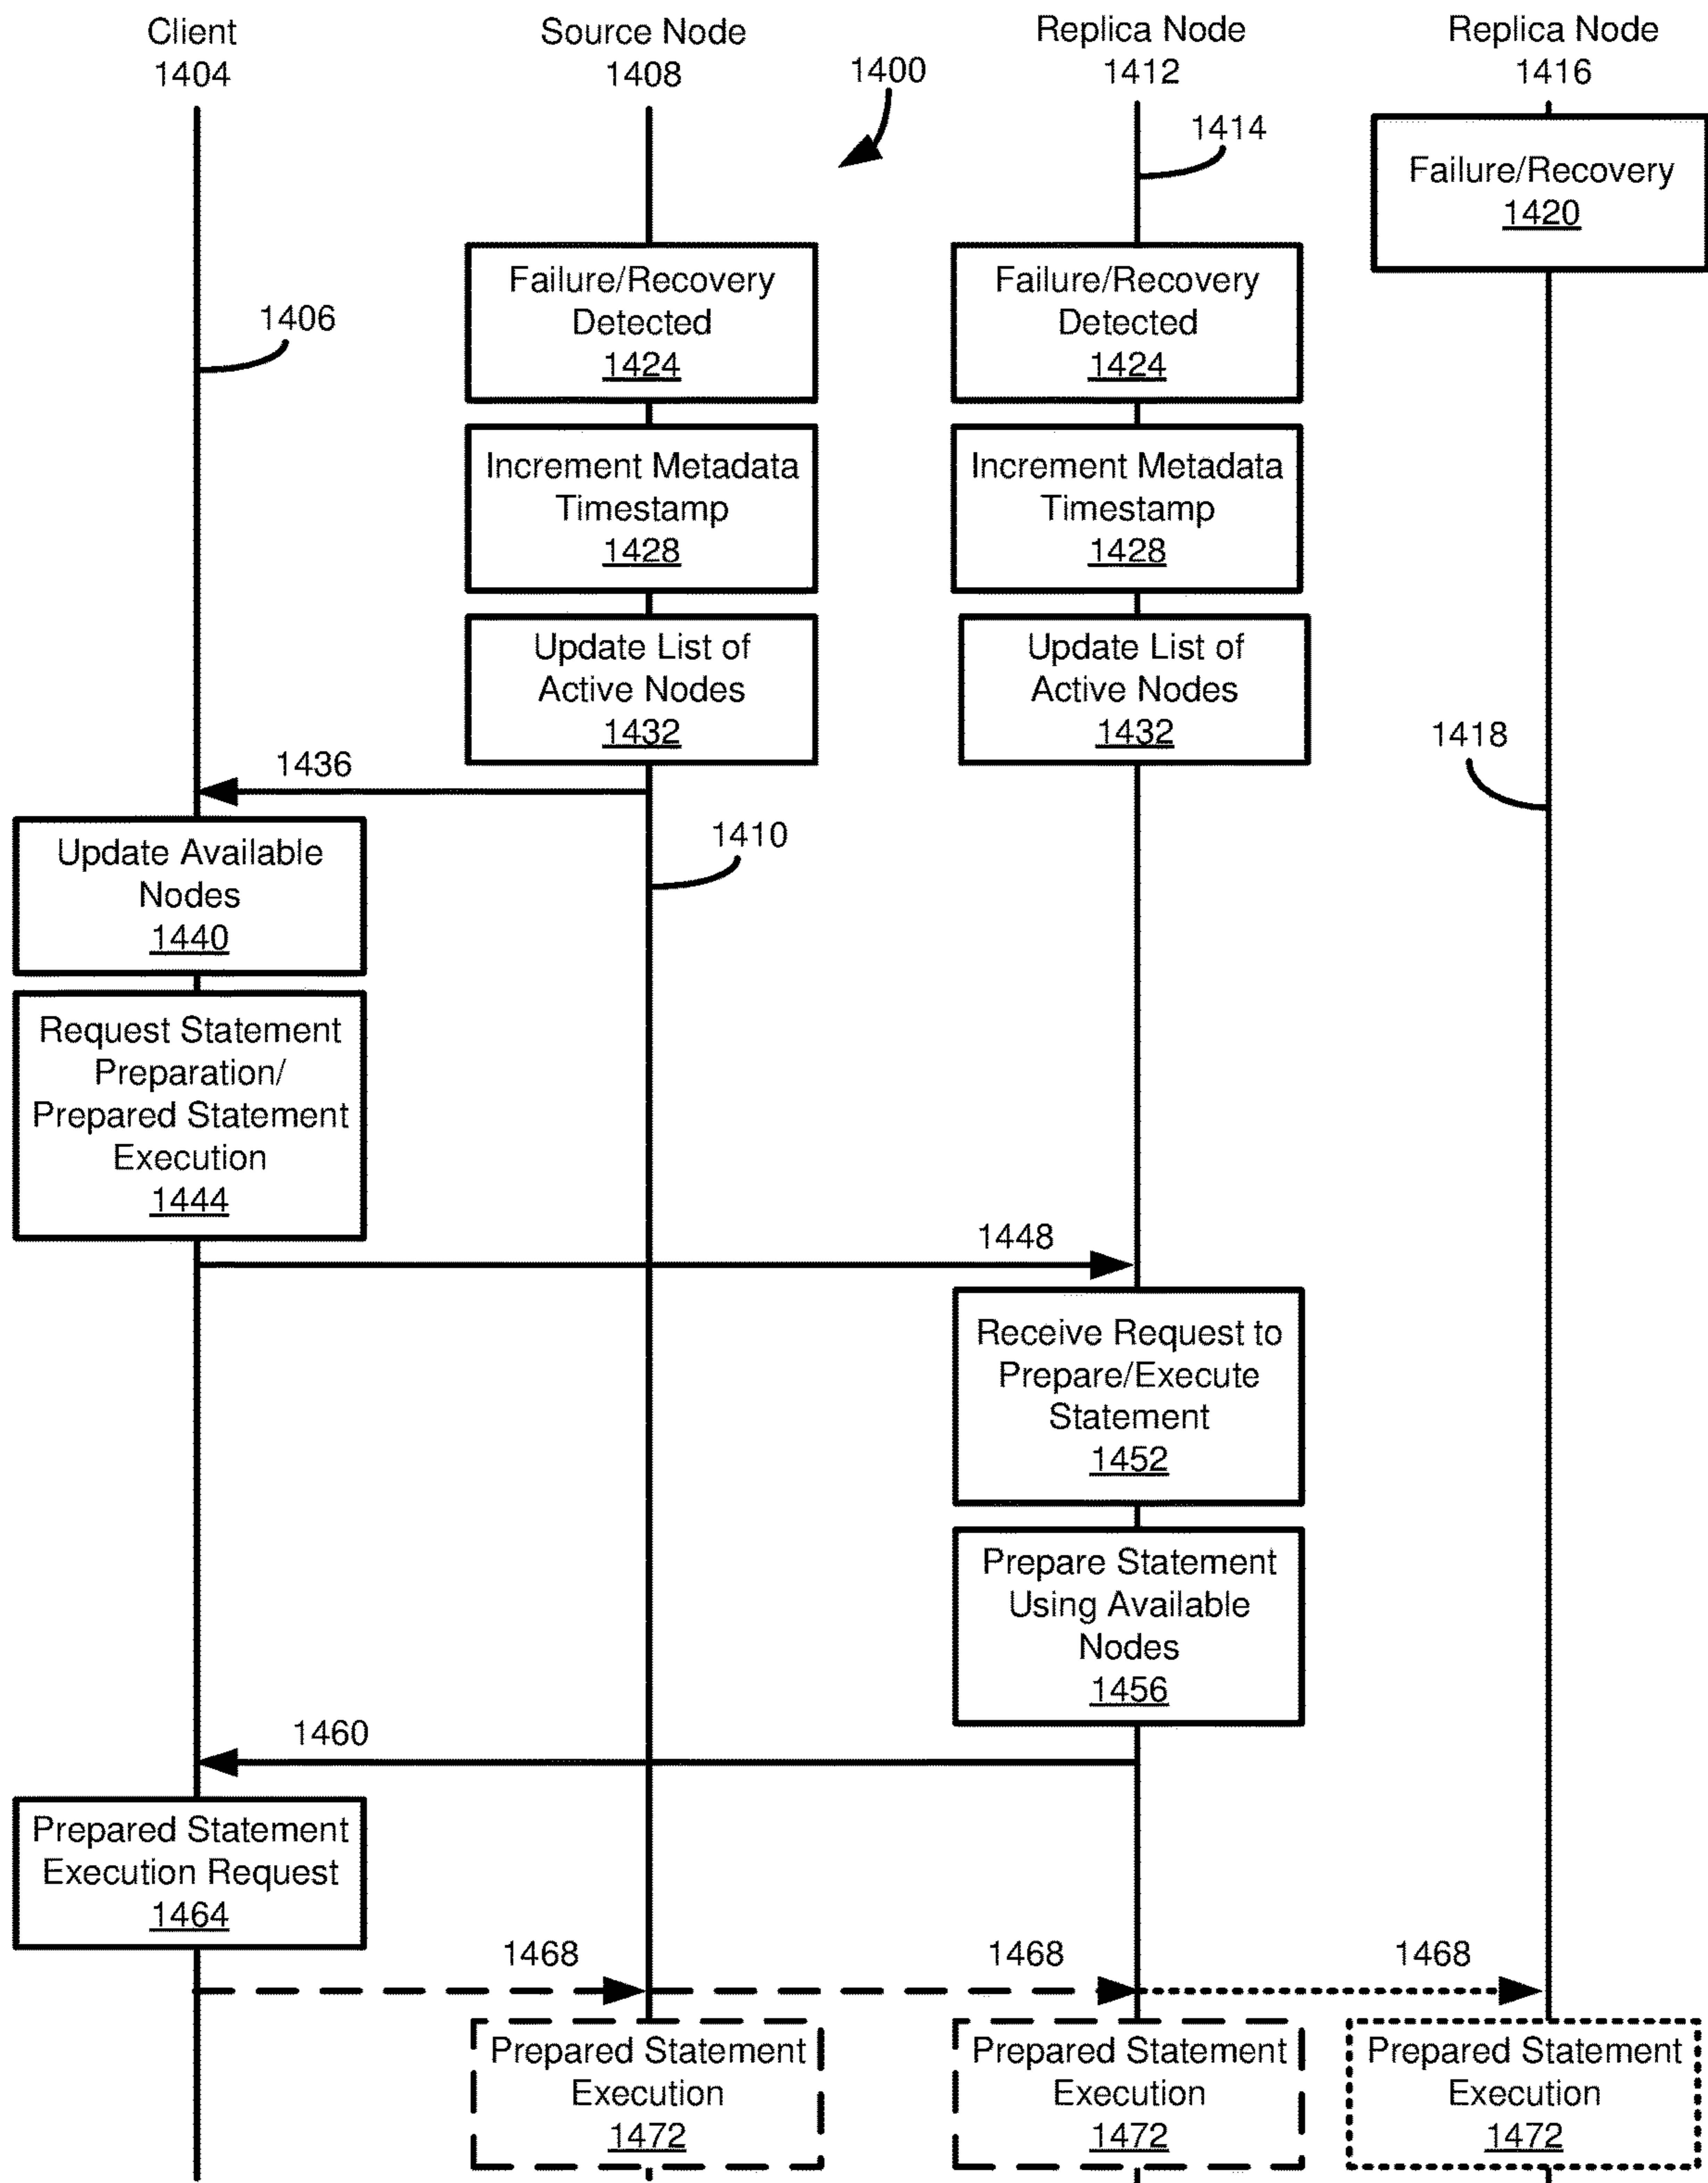 Client
1404
Source Node
1408
1400
Replica Node
1412
Replica Node
1416
1414
Failure/Recovery
1420
1406
Failure/Recovery
Detected
1424
Failure/Recovery
Detected
1424
Increment Metadata
Timestamp
1428
Increment Metadata
Timestamp
1428
Update List of
Active Nodes
1432
Update List of
Active Nodes
1432
1418
1436
1410
Update Available
Nodes
1440
Request Statement
Preparation/
Prepared Statement
Execution
1444
1448
Receive Request to
Prepare/Execute
Statement
1452
Prepare Statement
Using Available
Nodes
1456
1460
Prepared Statement
Execution Request
1464
1468
1468
1468
Prepared Statement
Execution
1472
Prepared Statement
Execution
1472
Prepared Statement
Execution
1472